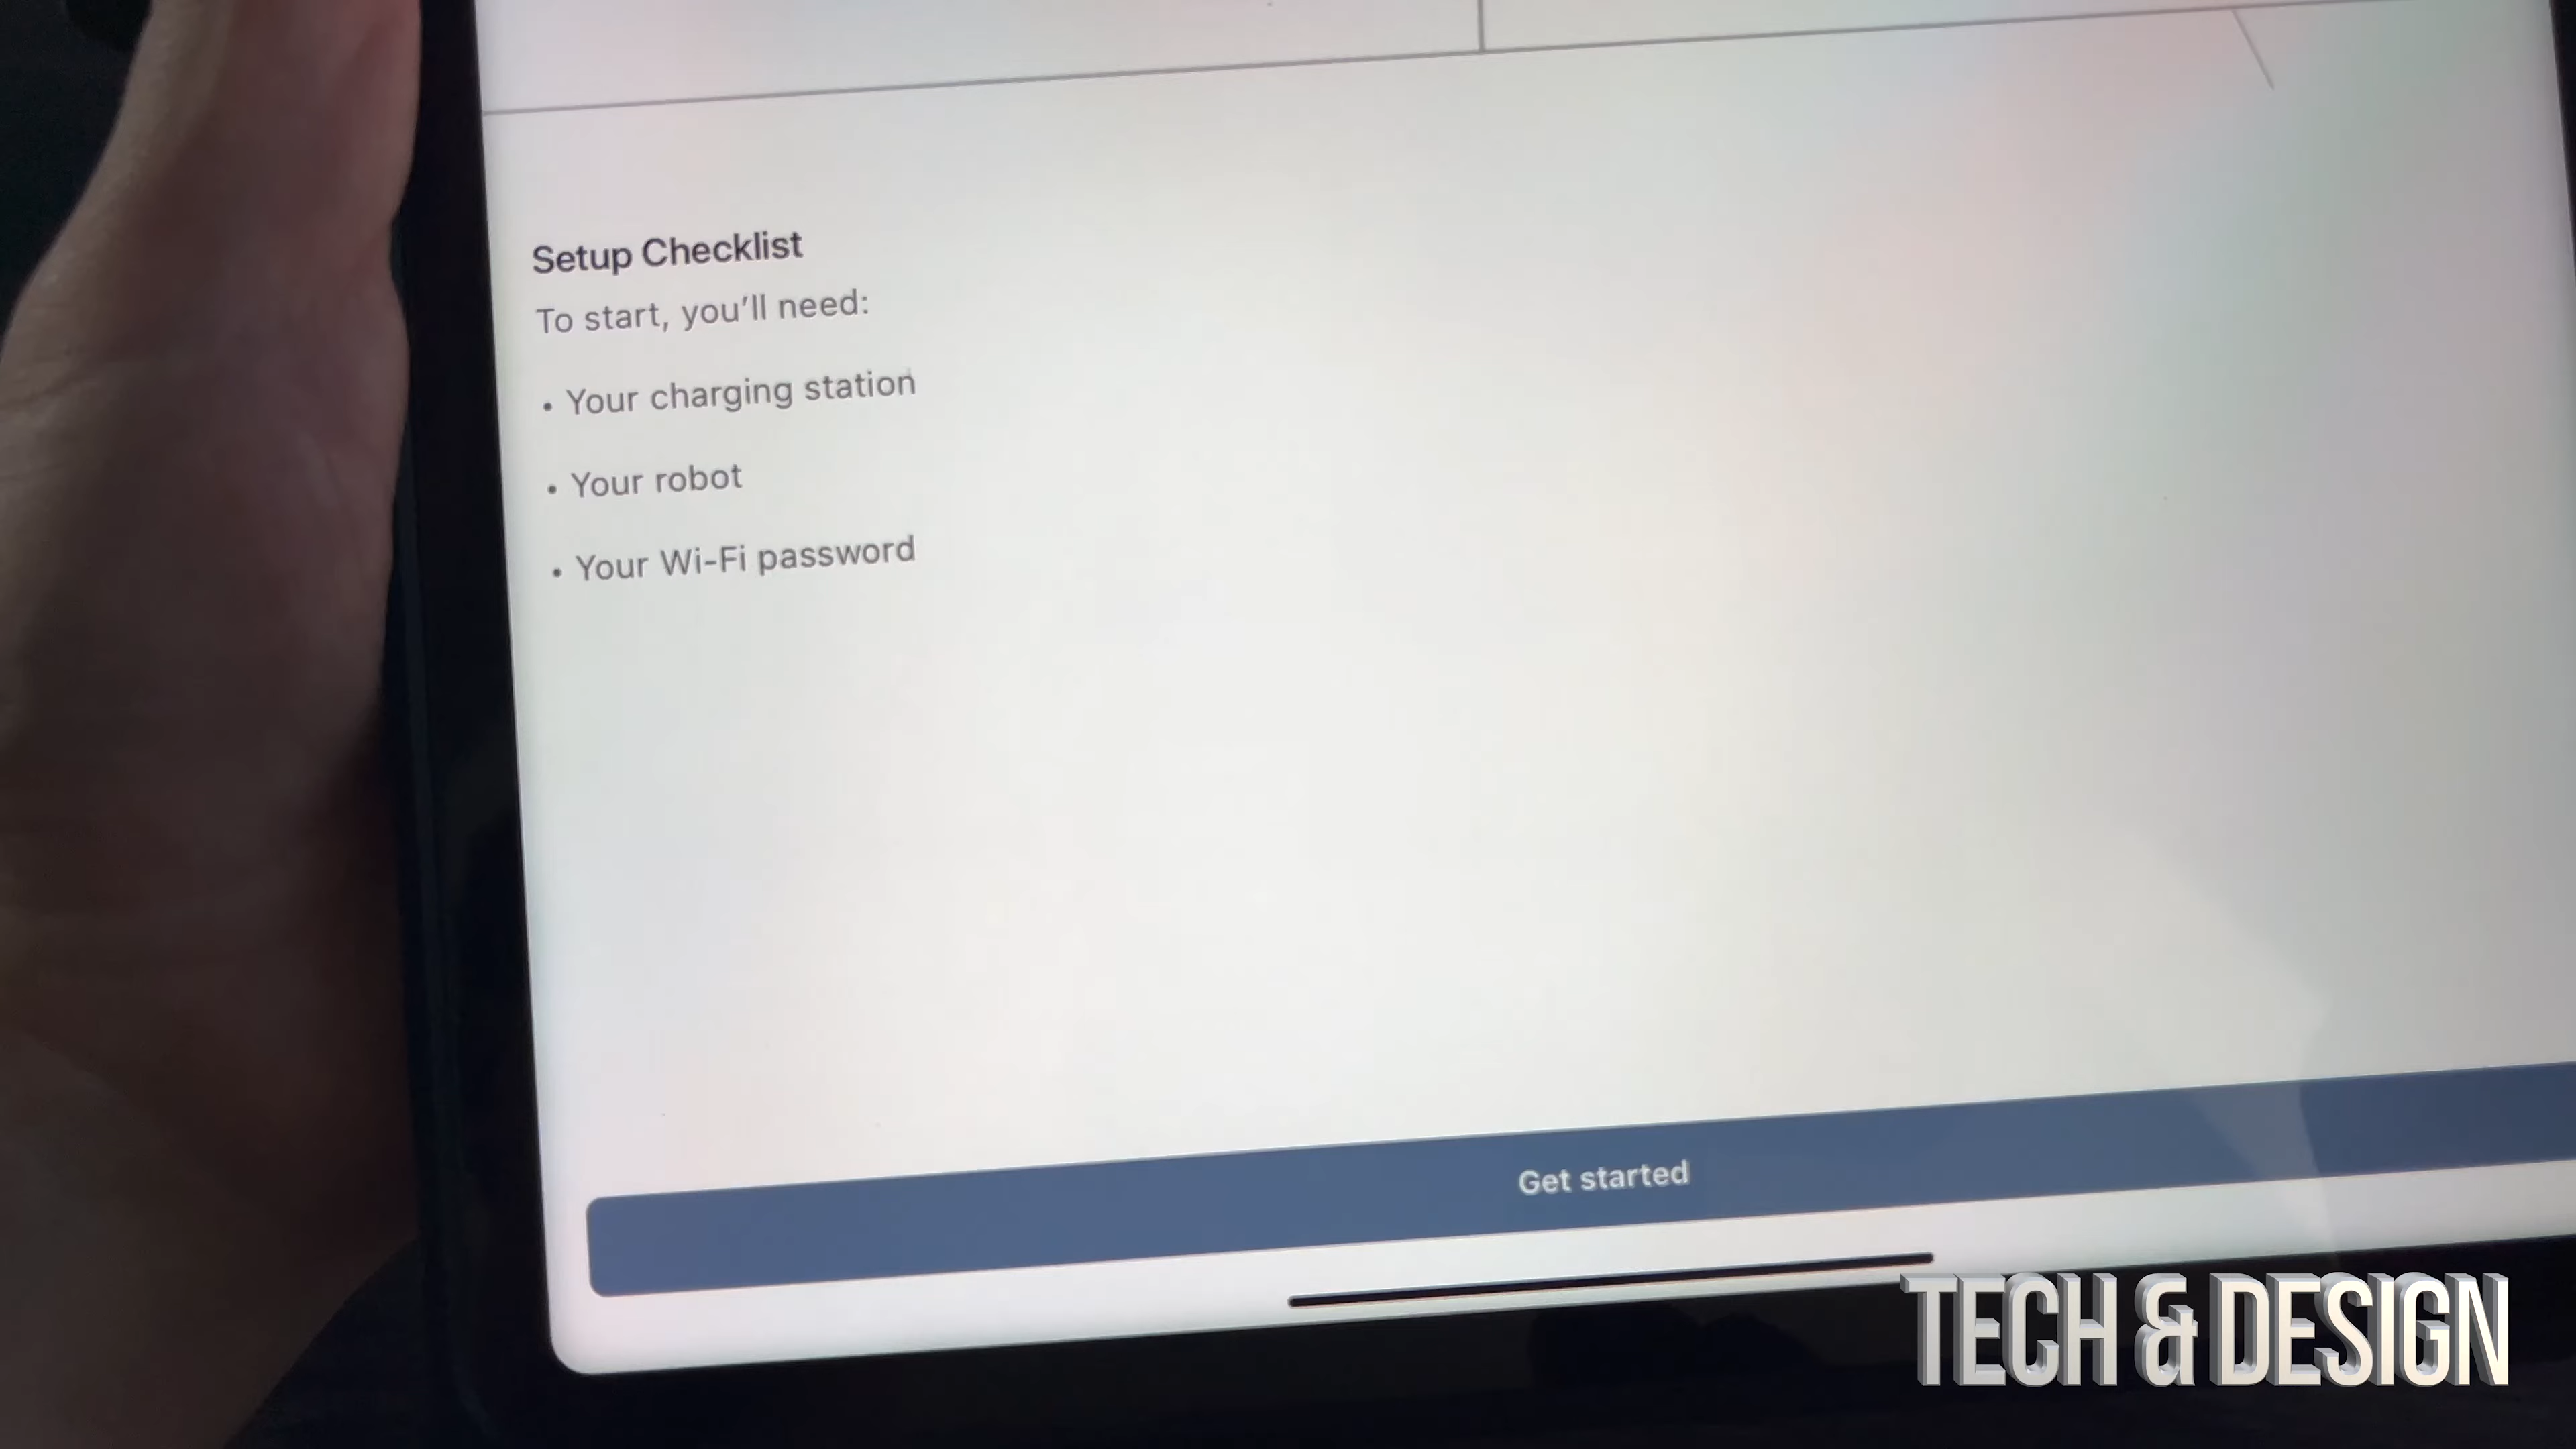 Setup Checklist
To start, you’ll need:
• Your charging station
• Your robot
• Your Wi-Fi password
Get started
TECH & DESIGN